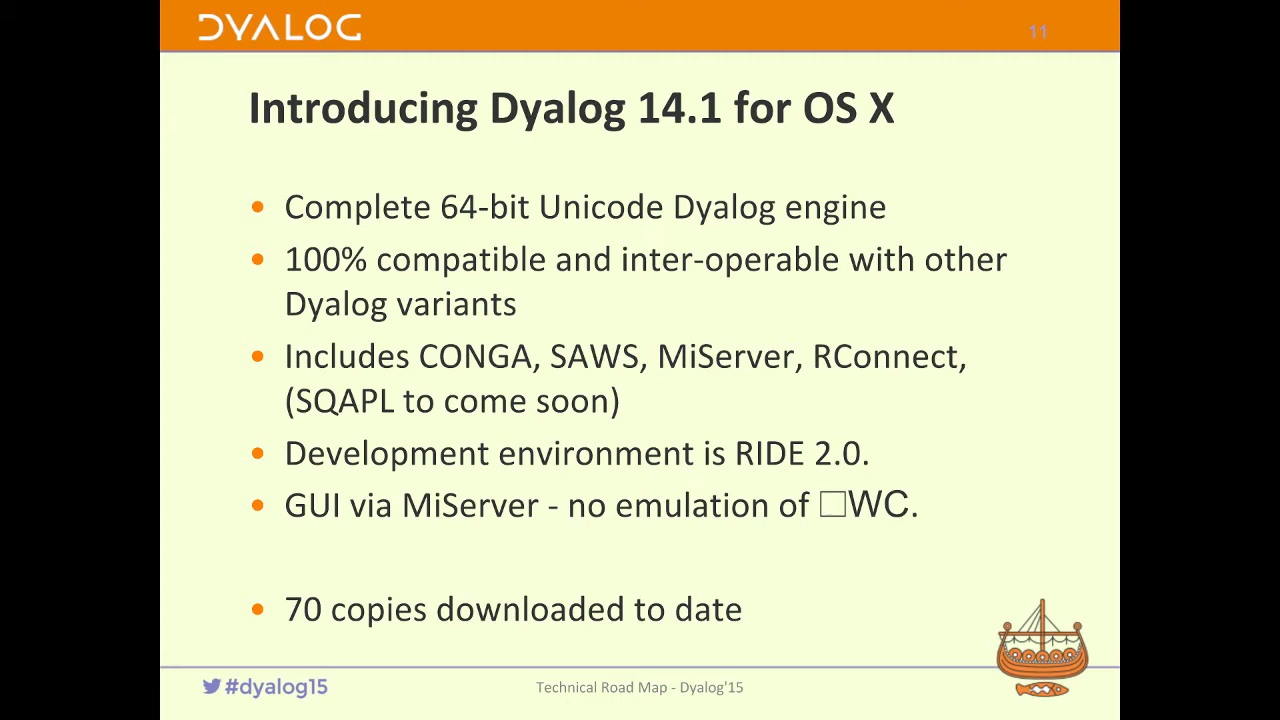 DYALOG
11
Introducing Dyalog 14.1 for OS X
• Complete 64-bit Unicode Dyalog engine
• 100% compatible and inter-operable with other
Dyalog variants
• Includes CONGA, SAWS, MiServer, RConnect,
(SQAPL to come soon)
• Development environment is RIDE 2.0.
• GUI via MiServer - no emulation of ⎕WC.
• 70 copies downloaded to date
#dyalog15
Technical Road Map - Dyalog'15